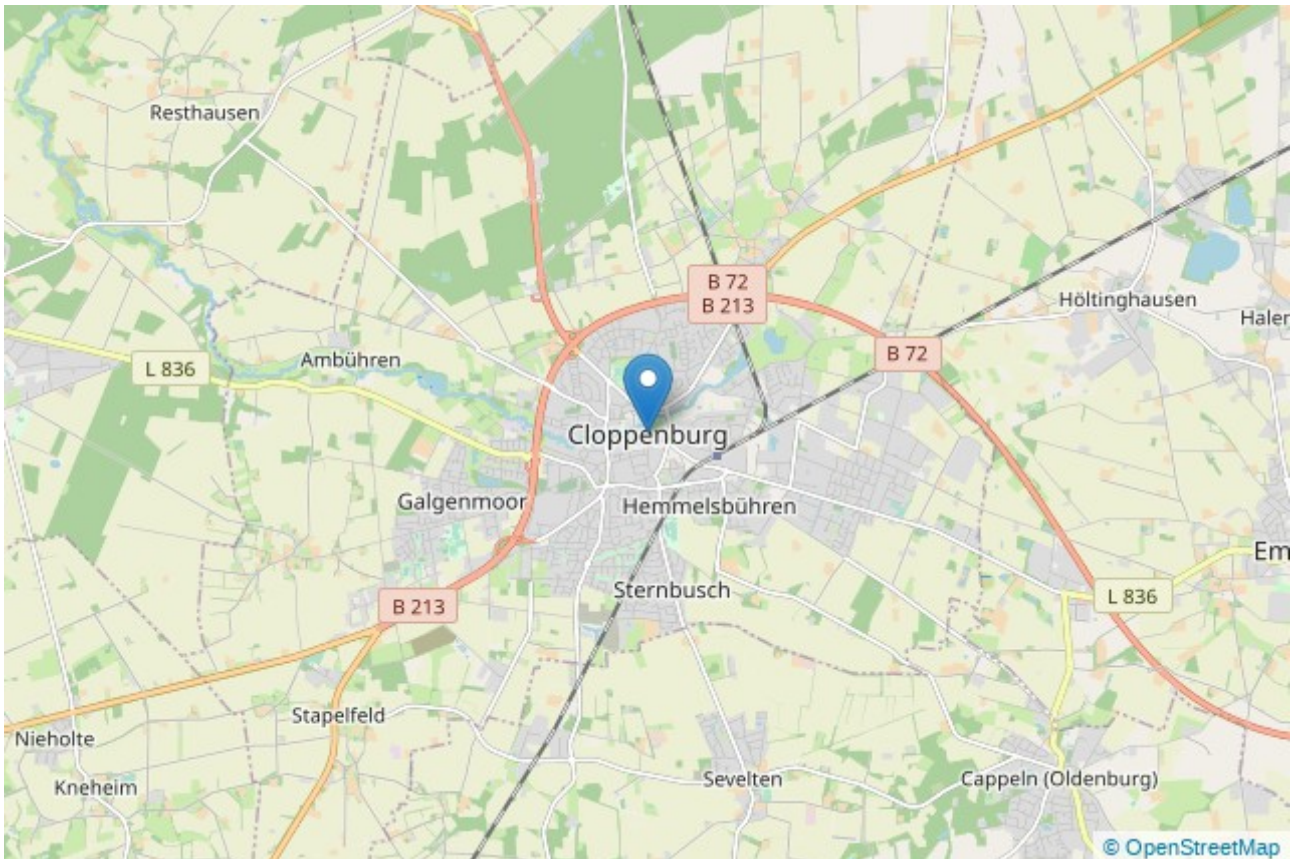 Resthausen
B 72
B 213
Höltinghausen
Haler
L 836
Ambühren
B 72
Cloppenburg
Galgenmoor
Hemmelsbühren
Em
Sternbusch
L 836
B 213
Stapelfeld
Nieholte
Kneheim
Sevelten
Cappeln (Oldenburg)
© OpenStreetMap